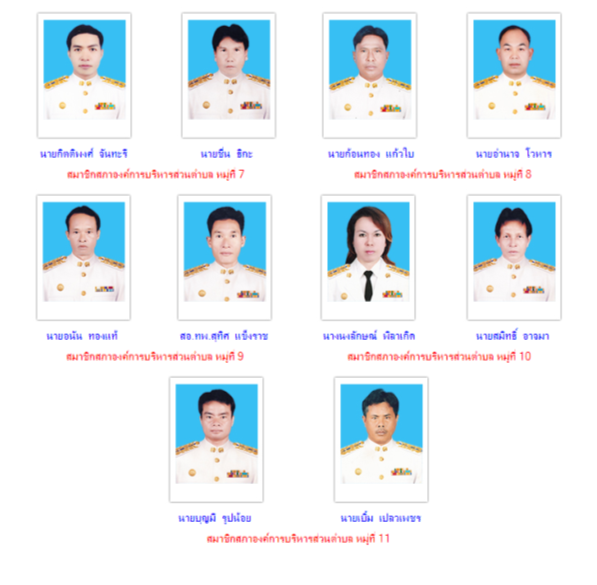 นายกิตติพงศ์ จันทะริ นายชื่น ธิกะ นายก้อนทอง แก้วใบ นายอำนาจ โวหาร
สมาชิกสภาองค์การบริหารส่วนตำบล หมู่ที่ 7 สมาชิกสภาองค์การบริหารส่วนตำบล หมู่ที่ 8
นายอนัน ทองแท้ สอ.ทพ.สุทิศ แข็งราช นางนงลักษณ์ พิลาเกิด นายสมิทธิ์ อาจมา
สมาชิกสภาองค์การบริหารส่วนตำบล หมู่ที่ 9 สมาชิกสภาองค์การบริหารส่วนตำบล หมู่ที่ 10
นายบุญมี รูปน้อย นายเบิ้ม เปลวเพชร
สมาชิกสภาองค์การบริหารส่วนตำบล หมู่ที่ 11